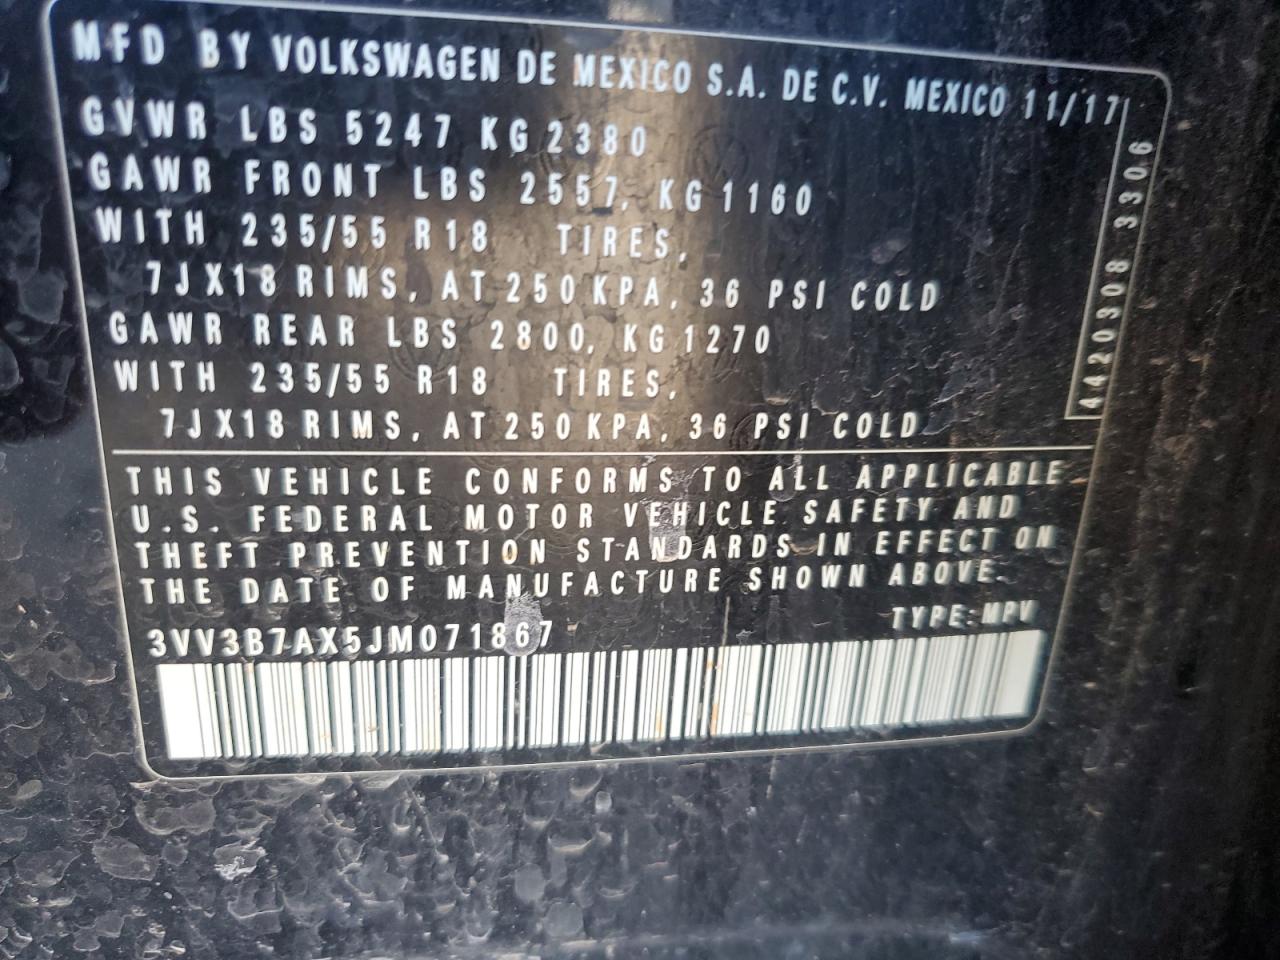 MFD BY VOLKSWAGEN DE MEXICO S.A. DE C.V. MEXICO 11/17
GVWR LBS 5247 KG 2380
GAWR FRONT LBS 2557, KG 1160
WITH 235/55 R18 TIRES,
7JX18 RIMS, AT 250 KPA, 36 PSI COLD
GAWR REAR LBS 2800, KG 1270
WITH 235/55 R18 TIRES,
7JX18 RIMS, AT 250 KPA, 36 PSI COLD
4420308 3306
THIS VEHICLE CONFORMS TO ALL APPLICABLE
U.S. FEDERAL MOTOR VEHICLE SAFETY AND
THEFT PREVENTION STANDARDS IN EFFECT ON
THE DATE OF MANUFACTURE SHOWN ABOVE.
TYPE:MPV
3VV3B7AX5JM071867